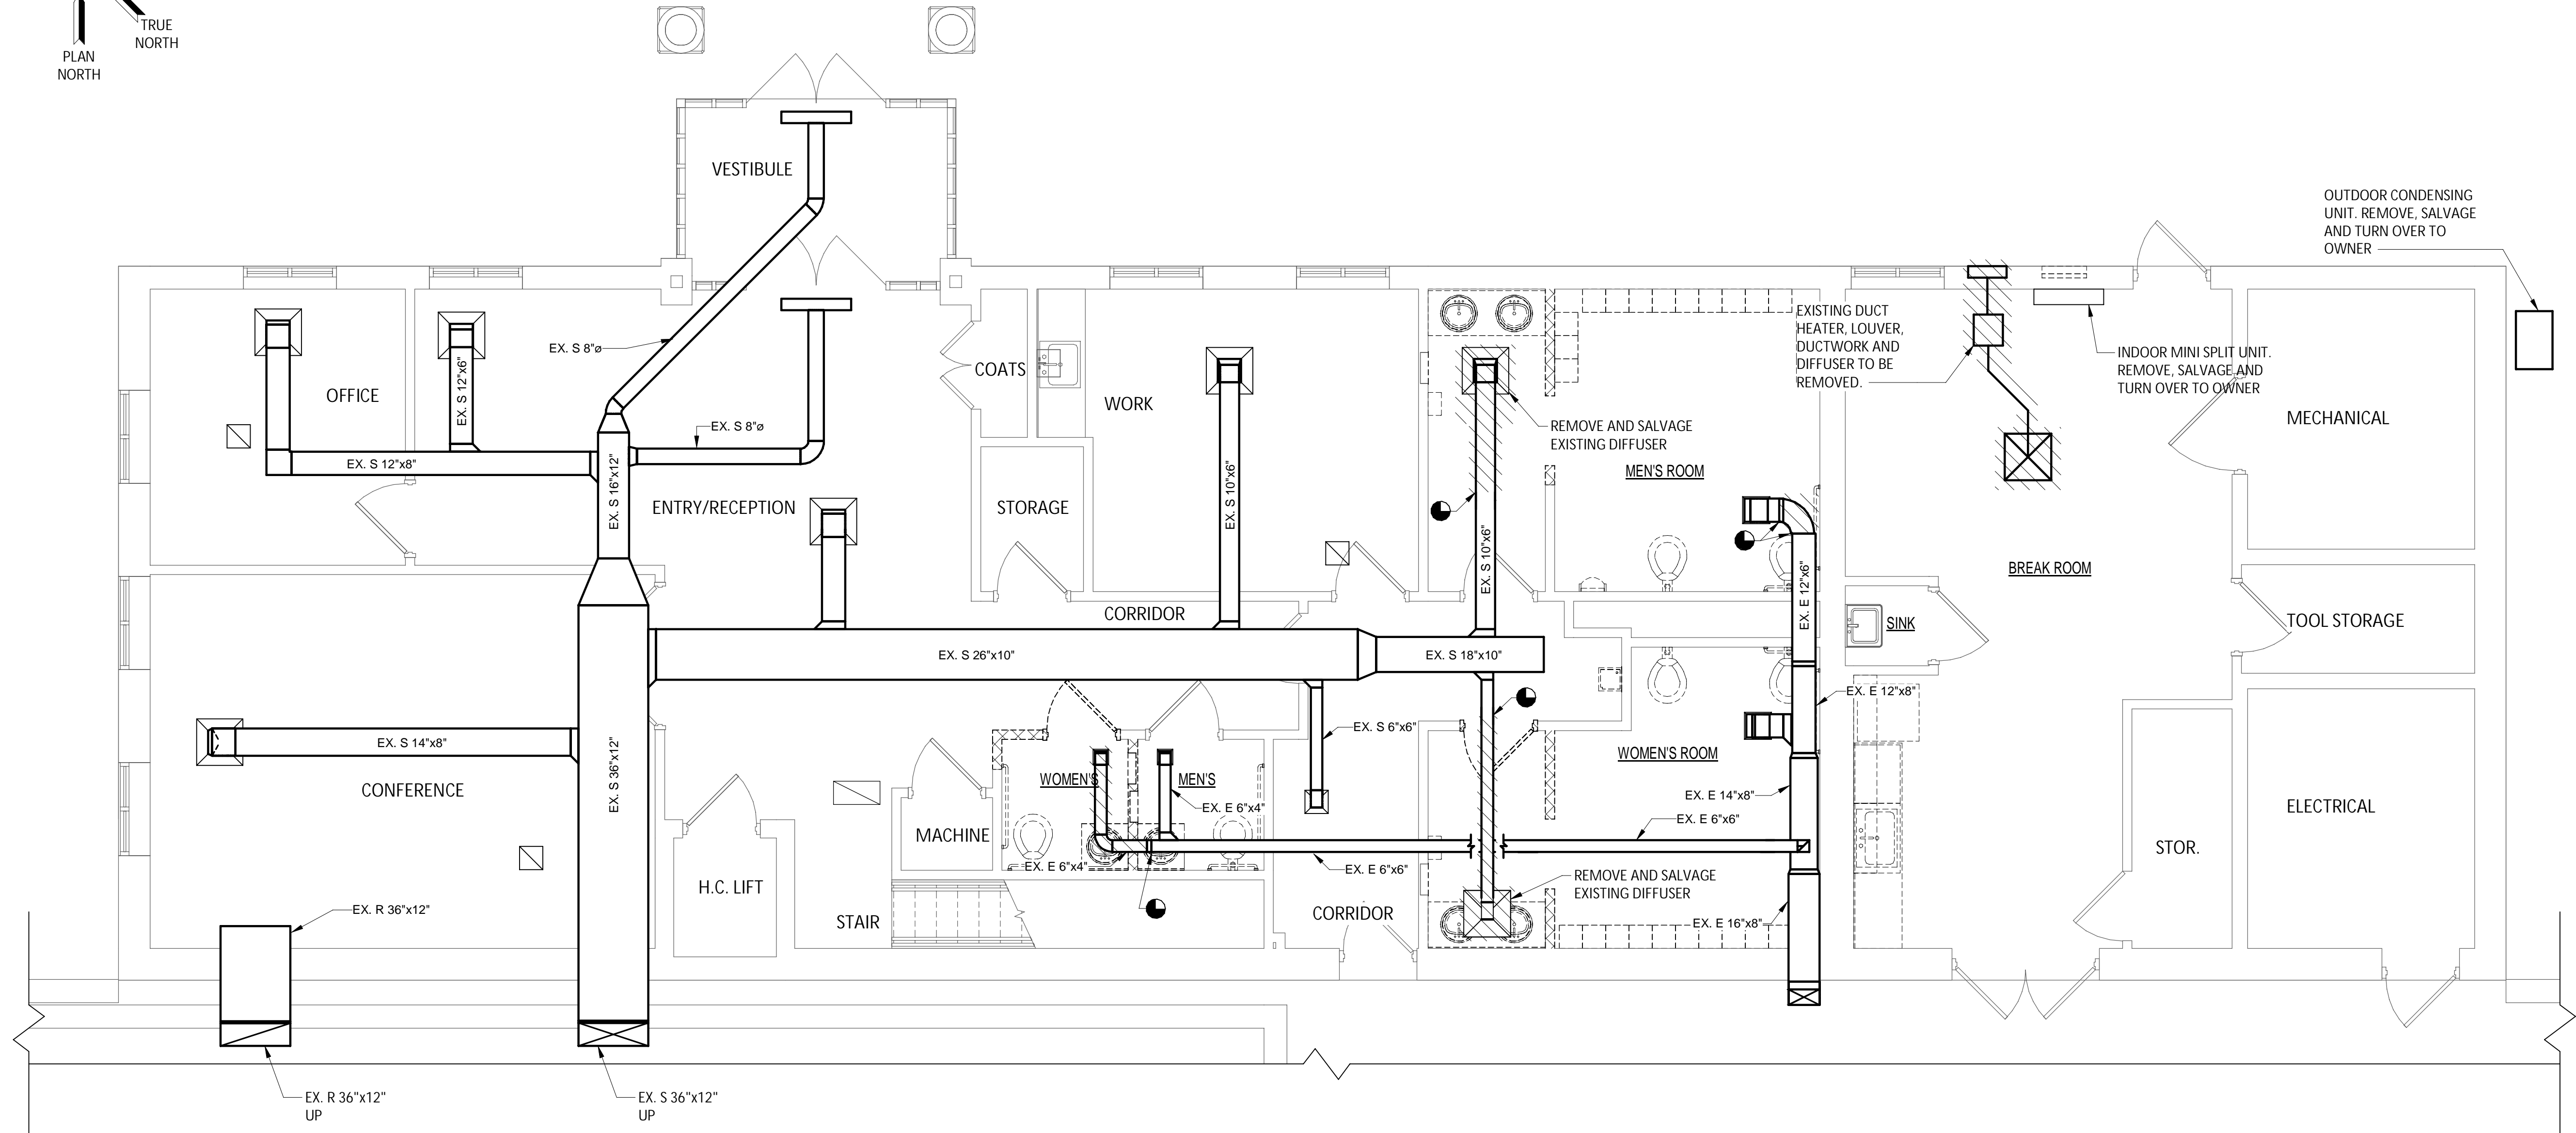 TRUE
NORTH
PLAN
NORTH
VESTIBULE
OUTDOOR CONDENSING
UNIT. REMOVE, SALVAGE
AND TURN OVER TO
OWNER
EX. S 8"ø
EXISTING DUCT
HEATER, LOUVER,
DUCTWORK AND
DIFFUSER TO BE
REMOVED.
INDOOR MINI SPLIT UNIT.
REMOVE, SALVAGE AND
TURN OVER TO OWNER
OFFICE
EX. S 12"x6"
COATS
WORK
MECHANICAL
EX. S 8"ø
REMOVE AND SALVAGE
EXISTING DIFFUSER
EX. S 12"x8"
EX. S 16"x12"
MEN'S ROOM
ENTRY/RECEPTION
STORAGE
EX. S 10"x6"
EX. S 10"x6"
EX. E 12"x6"
BREAK ROOM
CORRIDOR
SINK
TOOL STORAGE
EX. S 26"x10"
EX. S 18"x10"
EX. E 12"x8"
EX. S 14"x8"
EX. S 36"x12"
EX. S 6"x6"
WOMEN'S ROOM
CONFERENCE
WOMEN'S
MEN'S
EX. E 14"x8"
EX. E 6"x4"
EX. E 6"x6"
ELECTRICAL
MACHINE
STOR.
EX. E 6"x4"
EX. E 6"x6"
REMOVE AND SALVAGE
EXISTING DIFFUSER
H.C. LIFT
EX. R 36"x12"
STAIR
CORRIDOR
EX. E 16"x8"
EX. R 36"x12"
UP
EX. S 36"x12"
UP